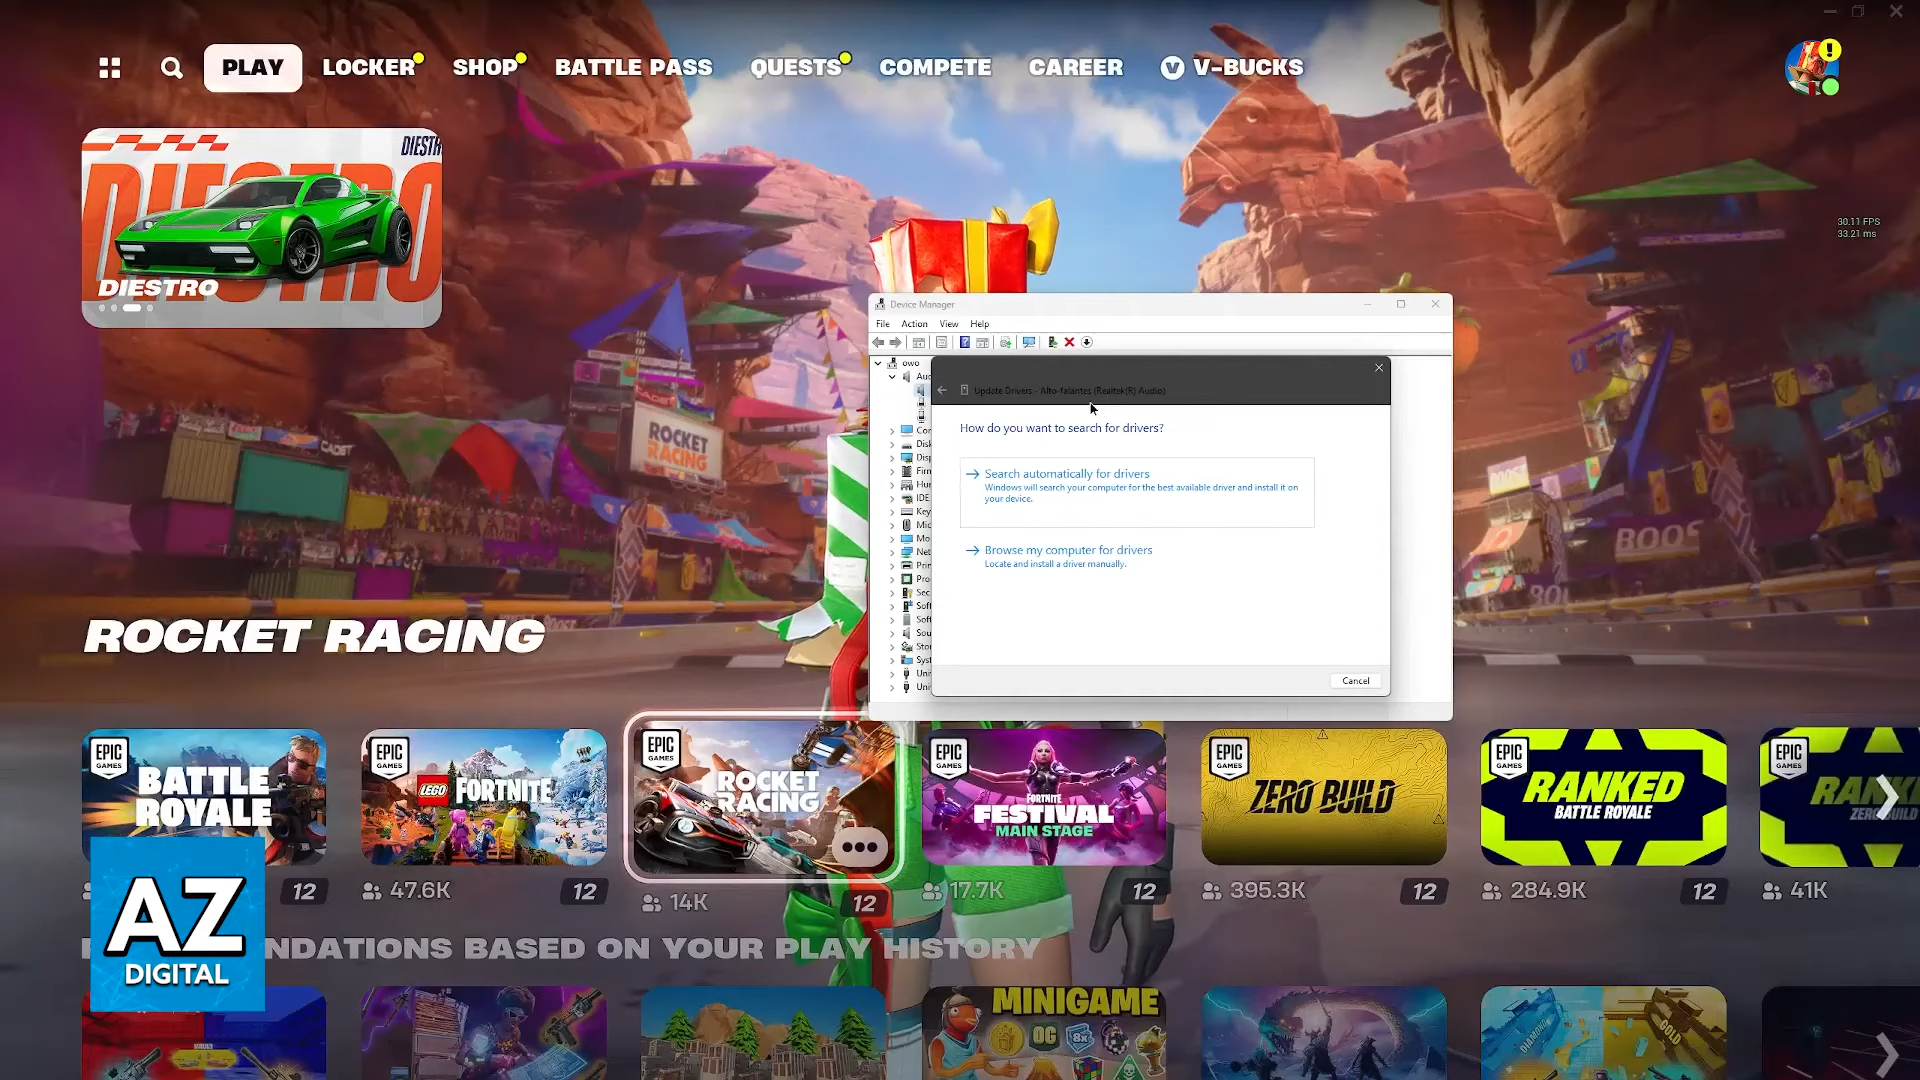 PLAY
LOCKER
SHOP
BATTLE PASS
QUESTS
COMPETE
CAREER
V-BUCKS
DIESTRO
DIESTRO
30.11 FPS
33.21 ms
Device Manager
File Action View Help
owo
Update Drivers - Alto-falantes (Realtek(R) Audio)
How do you want to search for drivers?
Search automatically for drivers
Windows will search your computer for the best available driver and install it on
your device.
Browse my computer for drivers
Locate and install a driver manually.
Cancel
CADET
ROCKET
RACING
BOOS
ROCKET RACING
EPIC
GAMES
BATTLE
ROYALE
12
EPIC
GAMES
LEGO FORTNITE
47.6K
12
EPIC
GAMES
ROCKET
RACING
14K
12
EPIC
GAMES
FORTNITE
FESTIVAL
MAIN STAGE
17.7K
12
EPIC
GAMES
ZERO BUILD
395.3K
12
EPIC
GAMES
RANKED
BATTLE ROYALE
284.9K
12
EPIC
GAMES
41K
AZ
DIGITAL
NDATIONS BASED ON YOUR PLAY HISTORY
MINIGAME
OG
8x
DIAMOND
GOLD